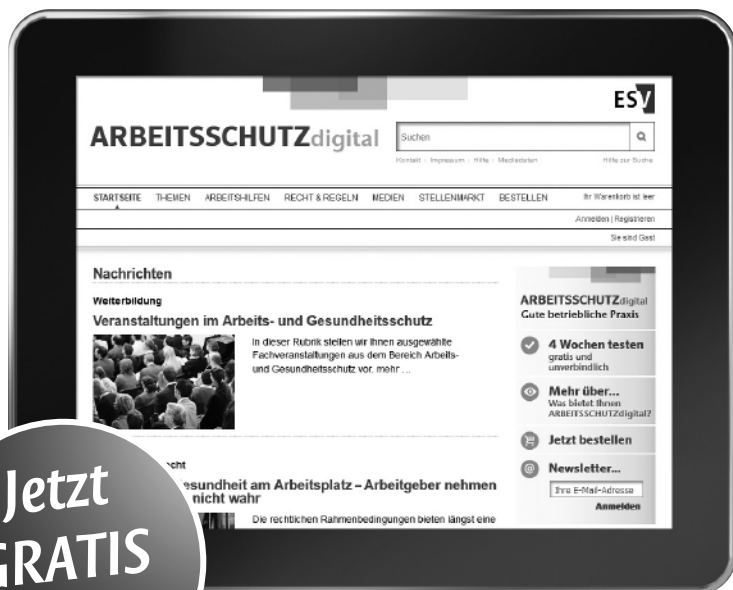 ESV
ARBEITSSCHUTZdigital
Suchen
Kontakt / Impressum / Hilfe / Mediadaten
Hilfe zur Suche
STARTSEITE THEMEN ARBEITSHILFEN RECHT & REGELN MEDIEN STELLENMARKT BESTELLEN
Ihr Warenkorb ist leer
Anmelden | Registrieren
Sie sind Gast
Nachrichten
Weiterbildung
Veranstaltungen im Arbeits- und Gesundheitsschutz
In dieser Rubrik stellen wir Ihnen ausgewählte
Fachveranstaltungen aus dem Bereich Arbeits-
und Gesundheitsschutz vor. mehr ...
esundheit am Arbeitsplatz – Arbeitgeber nehmen
nicht wahr
Die rechtlichen Rahmenbedingungen bieten längst eine
ARBEITSSCHUTZdigital
Gute betriebliche Praxis
4 Wochen testen
gratis und
unverbindlich
Mehr über...
Was bietet Ihnen
ARBEITSSCHUTZdigital?
Jetzt bestellen
Newsletter...
Ihre E-Mail-Adresse
Anmelden
Jetzt
GRATIS